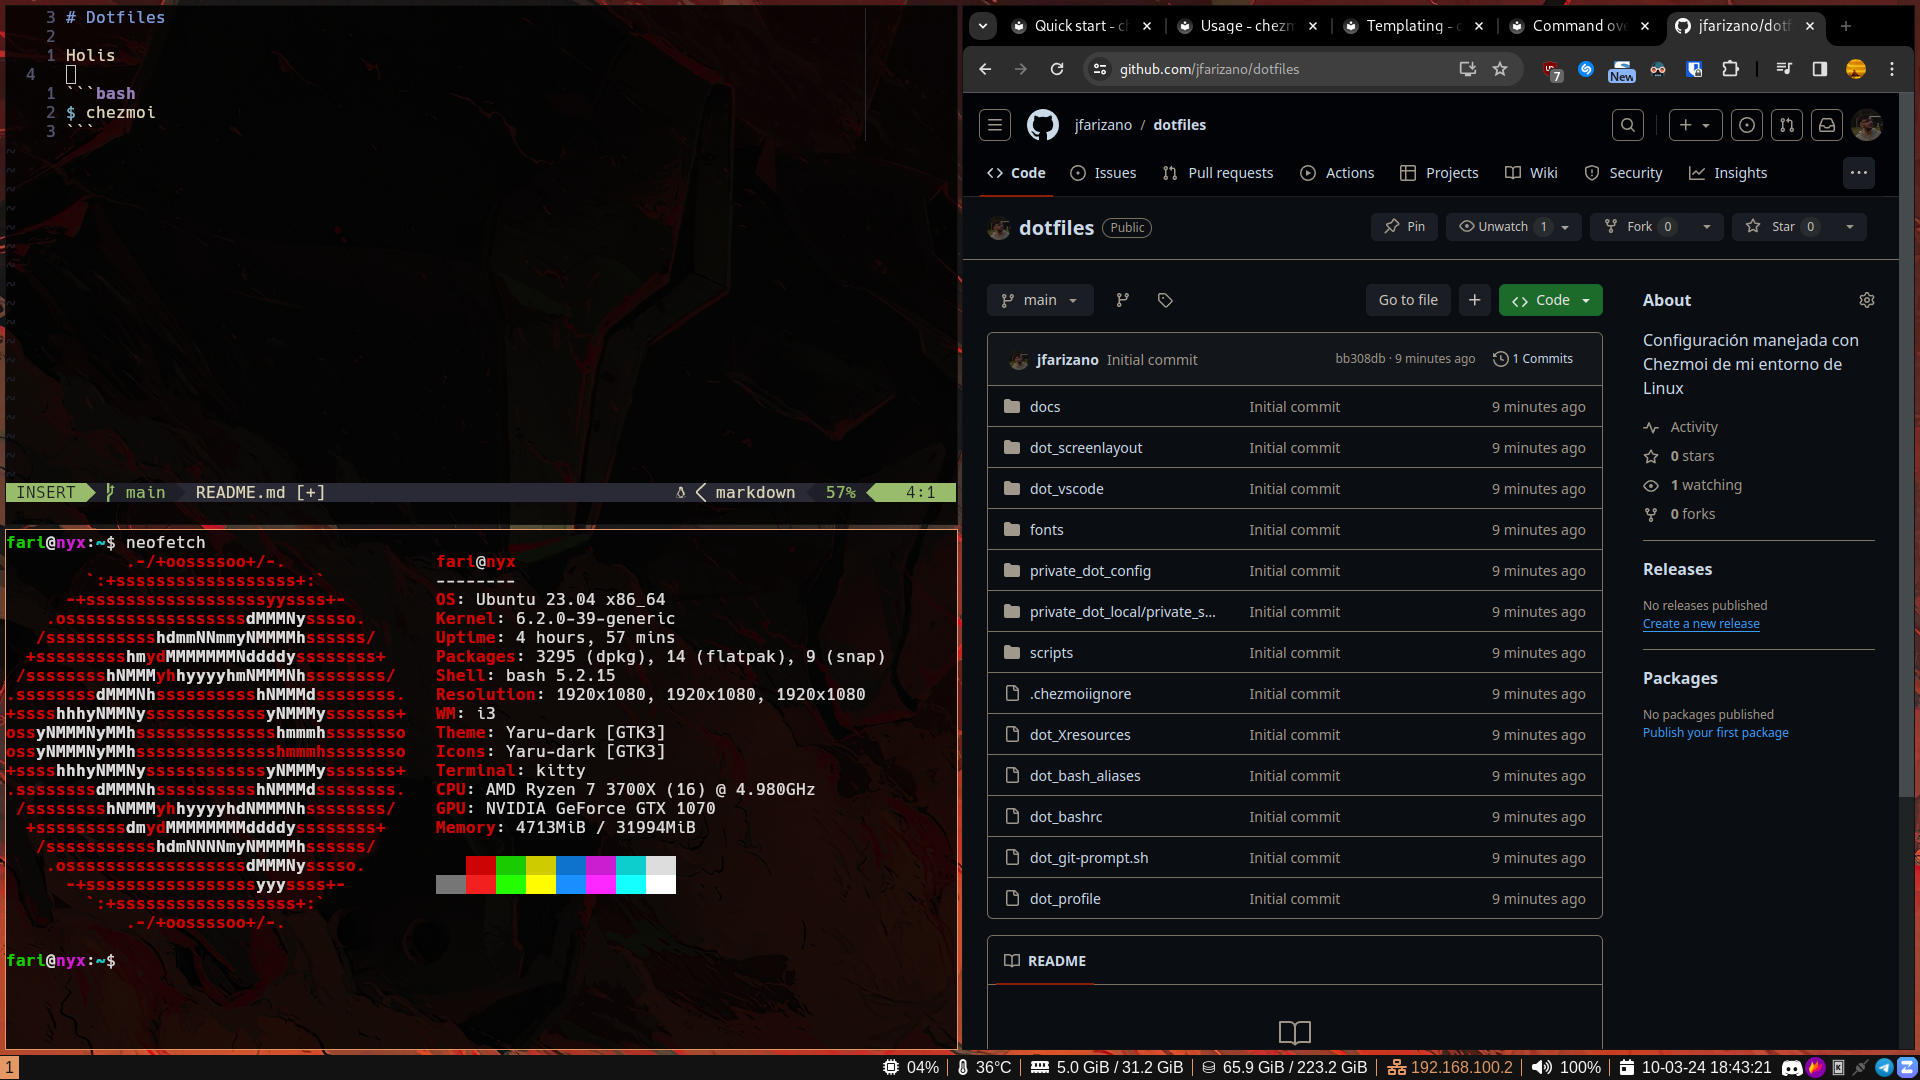 3 # Dotfiles
2
1 Holis
4
1 ```bash
2 $ chezmoi
3 ```
INSERT main README.md [+] markdown 57% 4:1
fari@nyx:~$ neofetch
.-/+oossssoo+/-.
`:+ssssssssssssssssss+:`
-+ssssssssssssssssssyyssss+-
.ossssssssssssssssssdMMMNysssso.
/ssssssssssshdmmNNmmyNMMMMhssssss/
+ssssssssshmydMMMMMMMNddddyssssssss+
/sssssssshNMMMyhhyyyyhmNMMMNhssssssss/
.ssssssssdMMMNhsssssssssshNMMMdssssssss.
+sssshhhyNMMNyssssssssssssyNMMMysssssss+
ossyNMMMNyMMhsssssssssssssshmmmhssssssso
ossyNMMMNyMMhsssssssssssssshmmmhssssssso
+sssshhhyNMMNyssssssssssssyNMMMysssssss+
.ssssssssdMMMNhsssssssssshNMMMdssssssss.
/sssssssshNMMMyhhyyyyhdNMMMNhssssssss/
+sssssssssdmydMMMMMMMMddddyssssssss+
/ssssssssssshdmNNNNmyNMMMMhssssss/
.ossssssssssssssssssdMMMNysssso.
-+sssssssssssssssssyyyssss+-
`:+ssssssssssssssssss+:`
.-/+oossssoo+/-.
fari@nyx
--------
OS: Ubuntu 23.04 x86_64
Kernel: 6.2.0-39-generic
Uptime: 4 hours, 57 mins
Packages: 3295 (dpkg), 14 (flatpak), 9 (snap)
Shell: bash 5.2.15
Resolution: 1920x1080, 1920x1080, 1920x1080
WM: i3
Theme: Yaru-dark [GTK3]
Icons: Yaru-dark [GTK3]
Terminal: kitty
CPU: AMD Ryzen 7 3700X (16) @ 4.980GHz
GPU: NVIDIA GeForce GTX 1070
Memory: 4713MiB / 31994MiB
fari@nyx:~$
Quick start - ch Usage - chezm Templating - c Command ove jfarizano/dotf
github.com/jfarizano/dotfiles 7 New
jfarizano / dotfiles
Code Issues Pull requests Actions Projects Wiki Security Insights
dotfiles Public Pin Unwatch 1 Fork 0 Star 0
main Go to file Code
jfarizano Initial commit bb308db · 9 minutes ago 1 Commits
docs Initial commit 9 minutes ago
dot_screenlayout Initial commit 9 minutes ago
dot_vscode Initial commit 9 minutes ago
fonts Initial commit 9 minutes ago
private_dot_config Initial commit 9 minutes ago
private_dot_local/private_s... Initial commit 9 minutes ago
scripts Initial commit 9 minutes ago
.chezmoiignore Initial commit 9 minutes ago
dot_Xresources Initial commit 9 minutes ago
dot_bash_aliases Initial commit 9 minutes ago
dot_bashrc Initial commit 9 minutes ago
dot_git-prompt.sh Initial commit 9 minutes ago
dot_profile Initial commit 9 minutes ago
README
About
Configuración manejada con
Chezmoi de mi entorno de
Linux
Activity
0 stars
1 watching
0 forks
Releases
No releases published
Create a new release
Packages
No packages published
Publish your first package
1 04% 36°C 5.0 GiB / 31.2 GiB 65.9 GiB / 223.2 GiB 192.168.100.2 100% 10-03-24 18:43:21